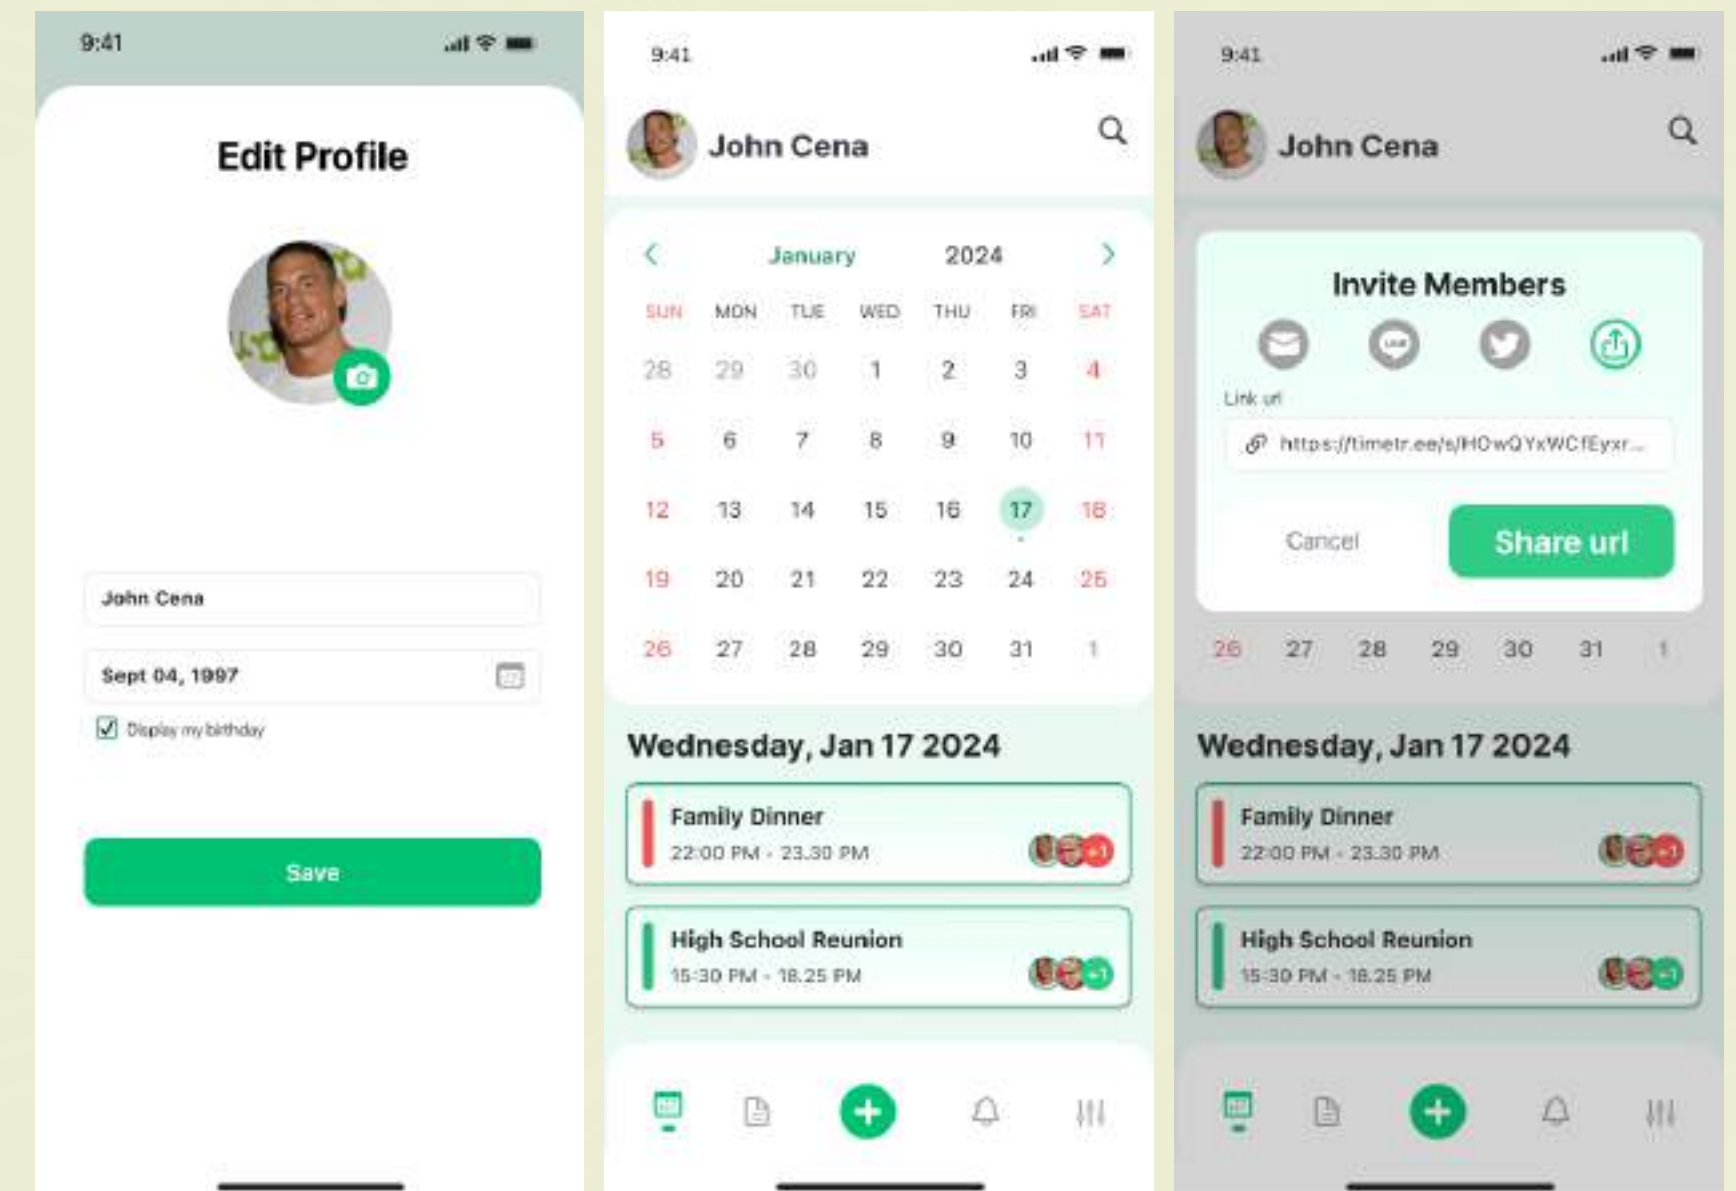 9:41
Edit Profile
John Cena
Sept 04, 1997
Display my birthday
Save
9:41
John Cena
January 2024
SUN MON TUE WED THU FRI SAT
28 29 30 1 2 3 4
5 6 7 8 9 10 11
12 13 14 15 16 17 18
19 20 21 22 23 24 25
26 27 28 29 30 31 1
Wednesday, Jan 17 2024
Family Dinner
22:00 PM - 23.30 PM
+1
High School Reunion
15:30 PM - 18.25 PM
+1
9:41
John Cena
Invite Members
LINE
Link url
Cancel
Share url
26 27 28 29 30 31 1
Wednesday, Jan 17 2024
Family Dinner
22:00 PM - 23.30 PM
+1
High School Reunion
15:30 PM - 18.25 PM
+1